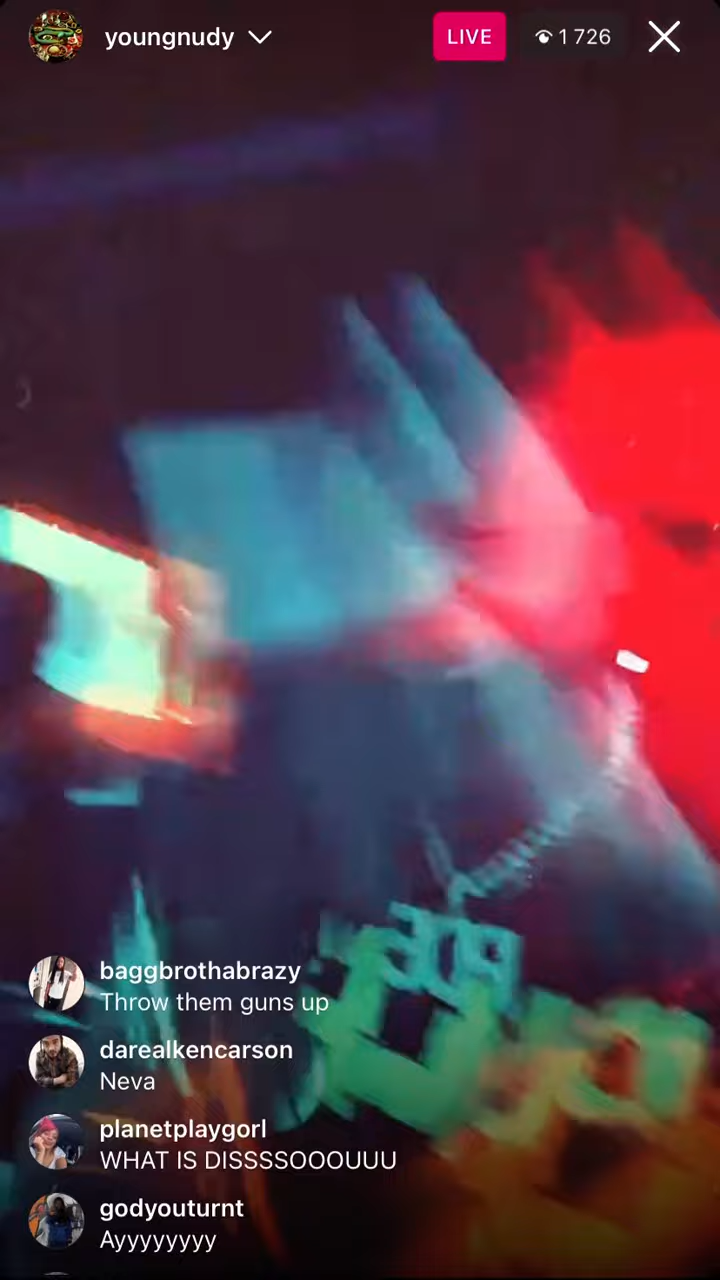 youngnudy
LIVE
1 726
baggbrothabrazy
Throw them guns up
darealkencarson
Neva
planetplaygorl
WHAT IS DISSSSOOOUUU
godyouturnt
Ayyyyyyyy